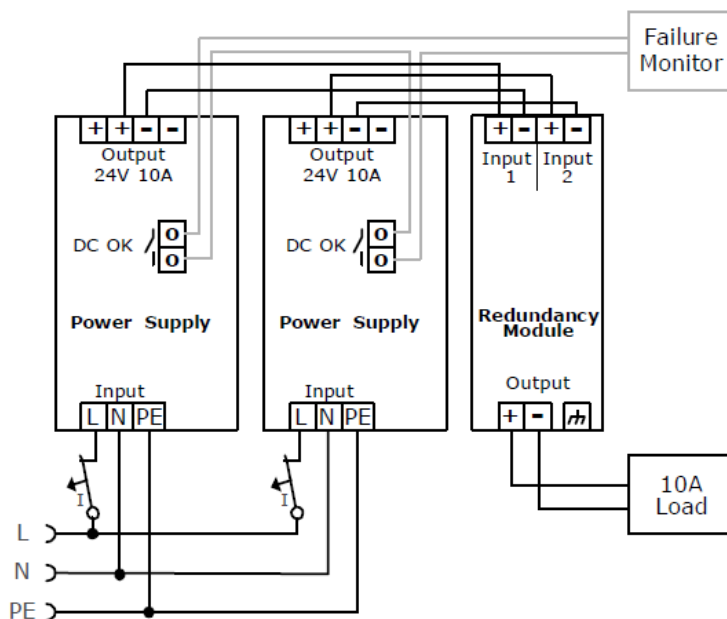 Failure
Monitor
+ + - -
Output
24V 10A
DC OK
O
O
Power Supply
Input
L N PE
I
+ + - -
Output
24V 10A
DC OK
O
O
Power Supply
Input
L N PE
I
+ - + -
Input Input
1 2
Redundancy
Module
Output
+ -
10A
Load
L
N
PE